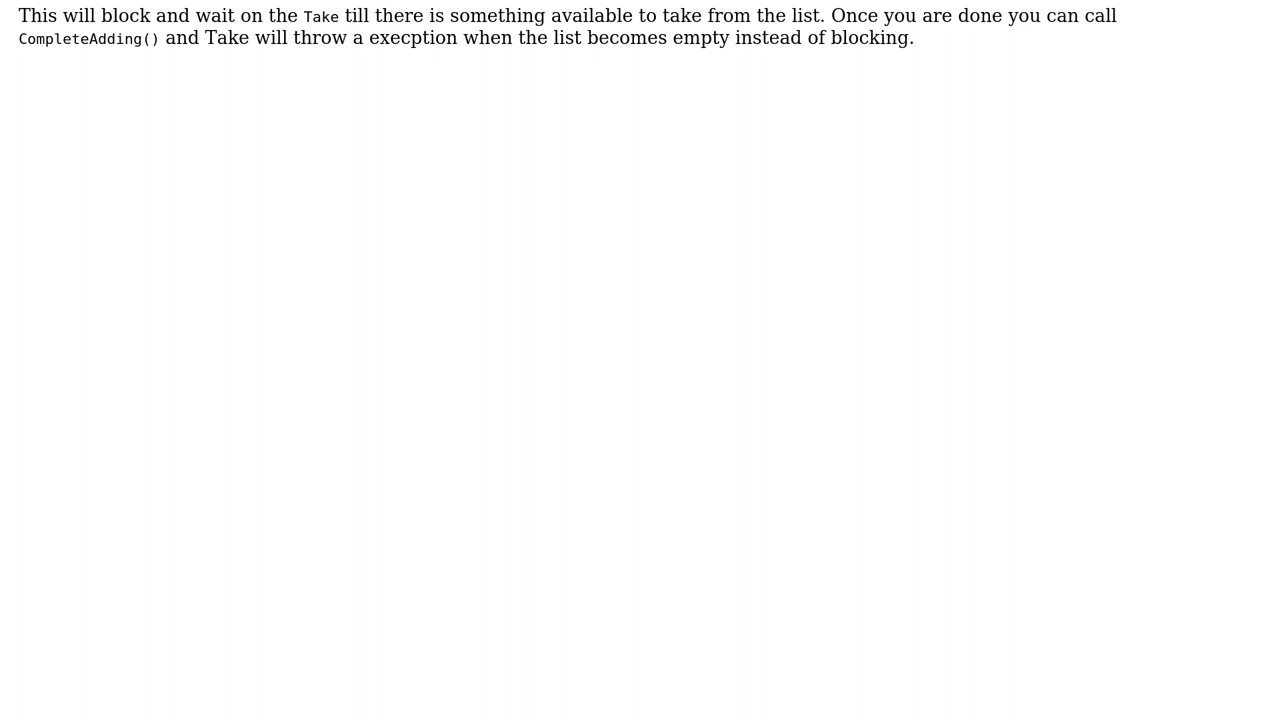 This will block and wait on the Take till there is something available to take from the list. Once you are done you can call
CompleteAdding() and Take will throw a execption when the list becomes empty instead of blocking.